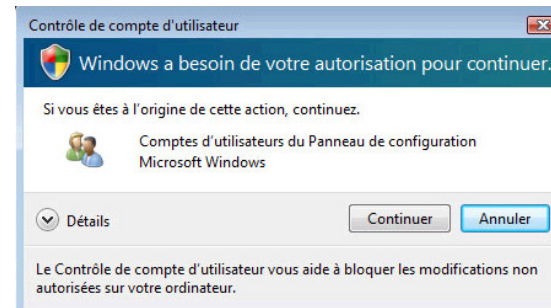 Contrôle de compte d'utilisateur
Windows a besoin de votre autorisation pour continuer.
Si vous êtes à l'origine de cette action, continuez.
Comptes d'utilisateurs du Panneau de configuration
Microsoft Windows
Détails
Continuer
Annuler
Le Contrôle de compte d'utilisateur vous aide à bloquer les modifications non
autorisées sur votre ordinateur.